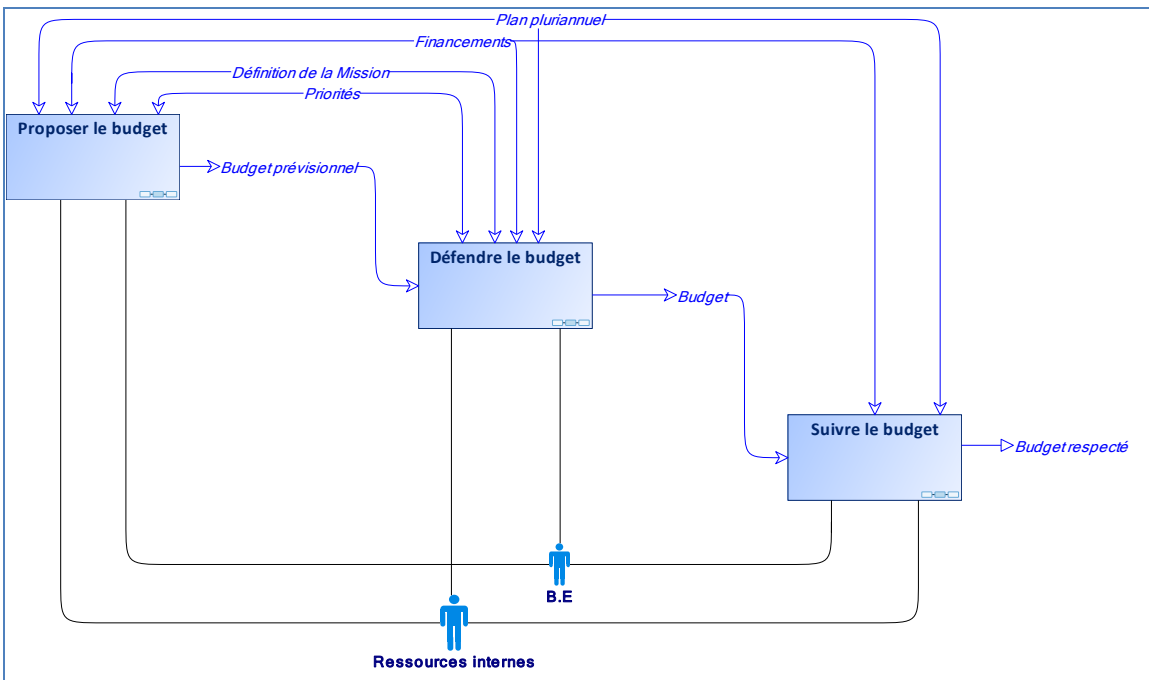 Plan pluriannuel
Financements
Définition de la Mission
Priorités
Proposer le budget
Budget prévisionnel
Défendre le budget
Budget
Suivre le budget
Budget respecté
B.E
Ressources internes